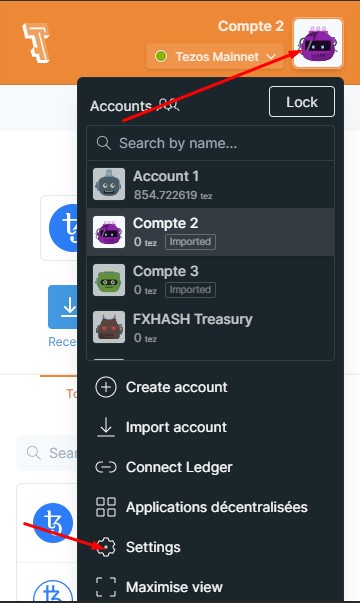 Compte 2
Tezos Mainnet
Accounts
Lock
Search by name...
Account 1
854.722619 tez
Compte 2
0 tez Imported
Compte 3
0 tez Imported
FXHASH Treasury
0 tez
Rece
To
Sear
Create account
Import account
Connect Ledger
Applications décentralisées
Settings
Maximise view